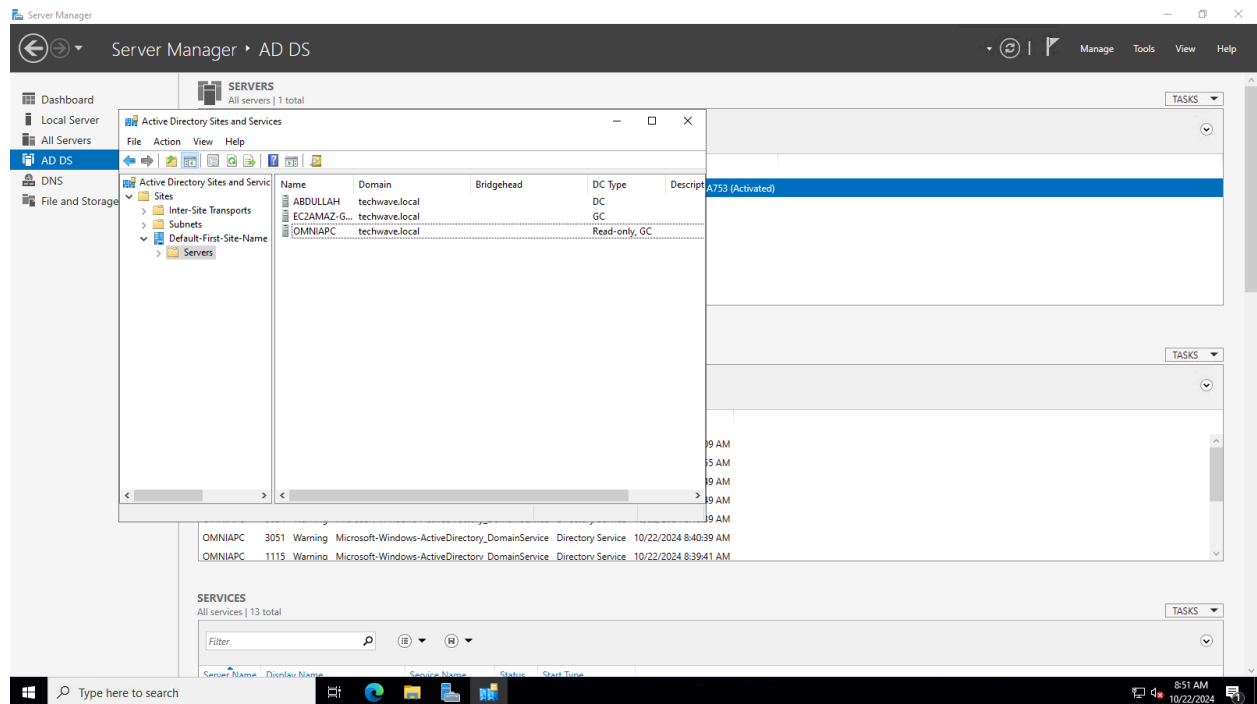 Server Manager
Server Manager • AD DS
Manage Tools View Help
Dashboard
Local Server
All Servers
AD DS
DNS
File and Storage
SERVERS
All servers | 1 total
TASKS
Active Directory Sites and Services
File Action View Help
Active Directory Sites and Servic
Sites
Inter-Site Transports
Subnets
Default-First-Site-Name
Servers
Name Domain Bridgehead DC Type Descript
ABDULLAH techwave.local DC
EC2AMAZ-G... techwave.local GC
OMNIAPC techwave.local Read-only, GC
A753 (Activated)
TASKS
09 AM
55 AM
49 AM
49 AM
39 AM
OMNIAPC 3051 Warning Microsoft-Windows-ActiveDirectory_DomainService Directory Service 10/22/2024 8:40:39 AM
OMNIAPC 1115 Warning Microsoft-Windows-ActiveDirectory_DomainService Directory Service 10/22/2024 8:39:41 AM
SERVICES
All services | 13 total
TASKS
Filter
Server Name Display Name Service Name Status Start Type
Type here to search
8:51 AM
10/22/2024
1